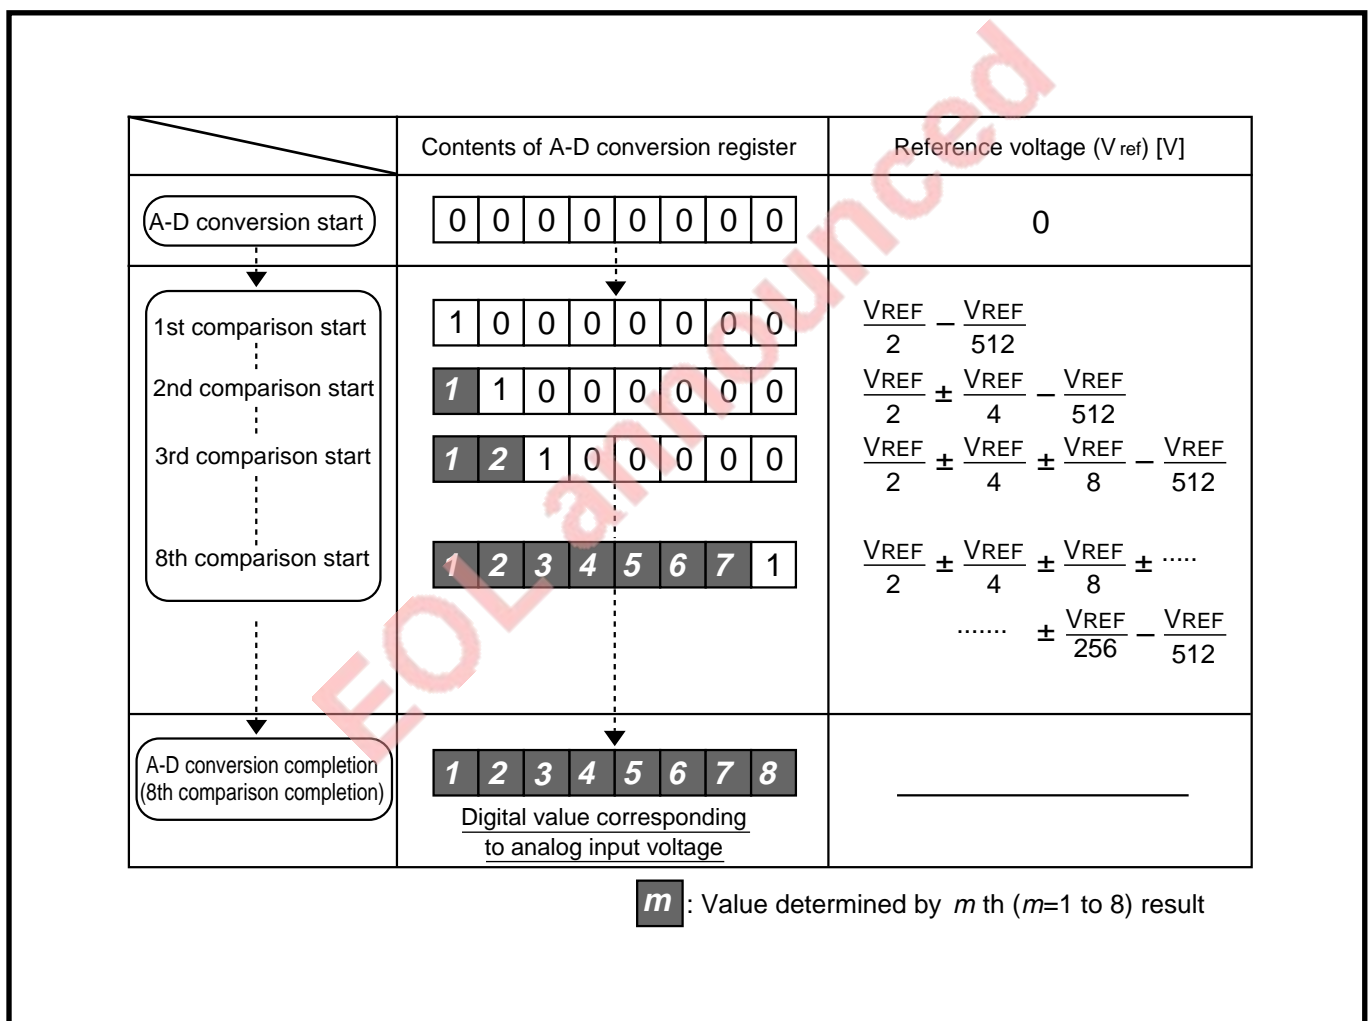 Contents of A-D conversion register
Reference voltage (Vref) [V]
A-D conversion start
0 0 0 0 0 0 0 0
0
1st comparison start
1 0 0 0 0 0 0 0
VREF/2 − VREF/512
2nd comparison start
1 1 0 0 0 0 0 0
VREF/2 ± VREF/4 − VREF/512
3rd comparison start
1 2 1 0 0 0 0 0
VREF/2 ± VREF/4 ± VREF/8 − VREF/512
8th comparison start
1 2 3 4 5 6 7 1
VREF/2 ± VREF/4 ± VREF/8 ± .....
....... ± VREF/256 − VREF/512
A-D conversion completion
(8th comparison completion)
1 2 3 4 5 6 7 8
Digital value corresponding
to analog input voltage
m : Value determined by m th (m=1 to 8) result
EOL announced